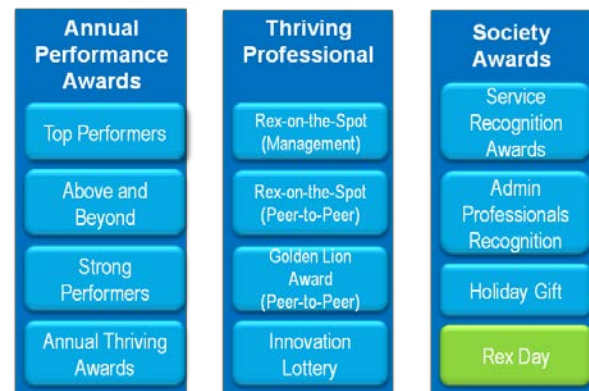 Annual
Performance
Awards
Top Performers
Above and
Beyond
Strong
Performers
Annual Thriving
Awards
Thriving
Professional
Rex-on-the-Spot
(Management)
Rex-on-the-Spot
(Peer-to-Peer)
Golden Lion
Award
(Peer-to-Peer)
Innovation
Lottery
Society
Awards
Service
Recognition
Awards
Admin
Professionals
Recognition
Holiday Gift
Rex Day